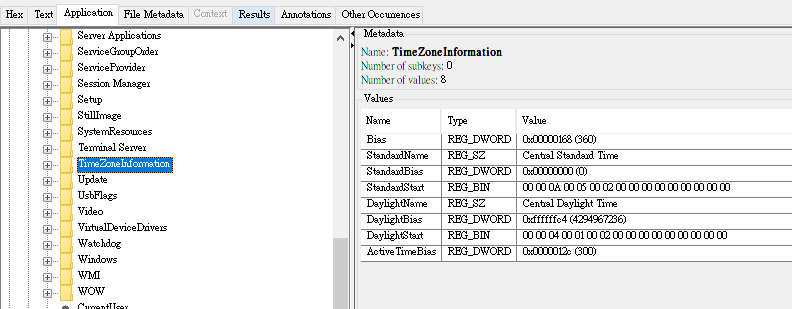 Hex Text Application File Metadata Context Results Annotations Other Occurrences
Server Applications
ServiceGroupOrder
ServiceProvider
Session Manager
Setup
StillImage
SystemResources
Terminal Server
TimeZoneInformation
Update
UsbFlags
Video
VirtualDeviceDrivers
Watchdog
Windows
WMI
WOW
CurrentUser
Metadata
Name: TimeZoneInformation
Number of subkeys: 0
Number of values: 8
Values
Name Type Value
Bias REG_DWORD 0x00000168 (360)
StandardName REG_SZ Central Standard Time
StandardBias REG_DWORD 0x00000000 (0)
StandardStart REG_BIN 00 00 0A 00 05 00 02 00 00 00 00 00 00 00 00 00
DaylightName REG_SZ Central Daylight Time
DaylightBias REG_DWORD 0xffffffc4 (4294967236)
DaylightStart REG_BIN 00 00 04 00 01 00 02 00 00 00 00 00 00 00 00 00
ActiveTimeBias REG_DWORD 0x0000012c (300)